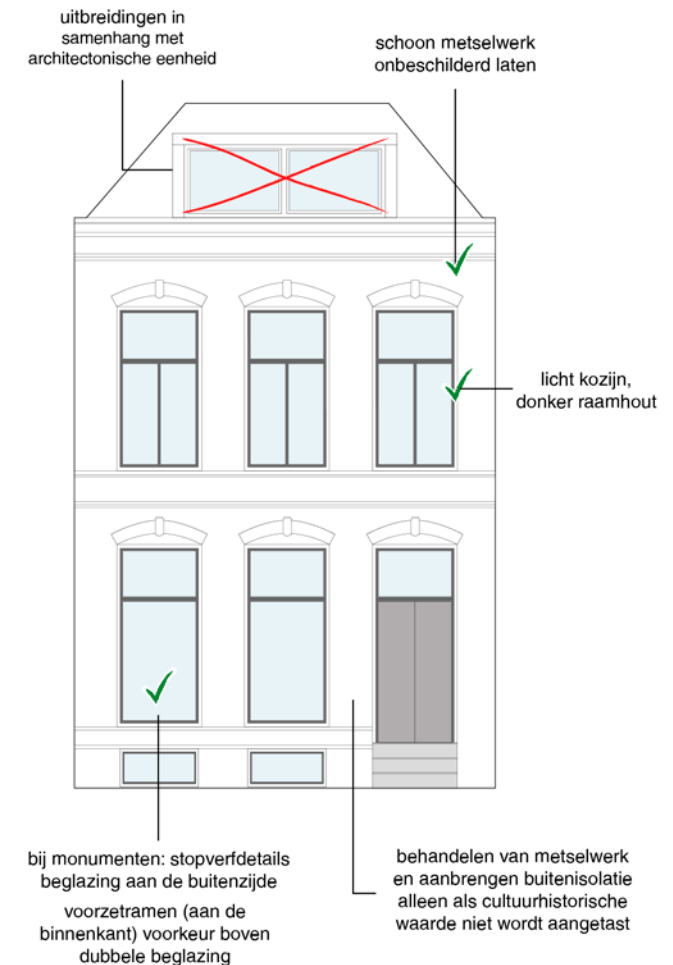 uitbreidingen in
samenhang met
architectonische eenheid
schoon metselwerk
onbeschilderd laten
licht kozijn,
donker raamhout
bij monumenten: stopverfdetails
beglazing aan de buitenzijde
voorzetramen (aan de
binnenkant) voorkeur boven
dubbele beglazing
behandelen van metselwerk
en aanbrengen buitenisolatie
alleen als cultuurhistorische
waarde niet wordt aangetast